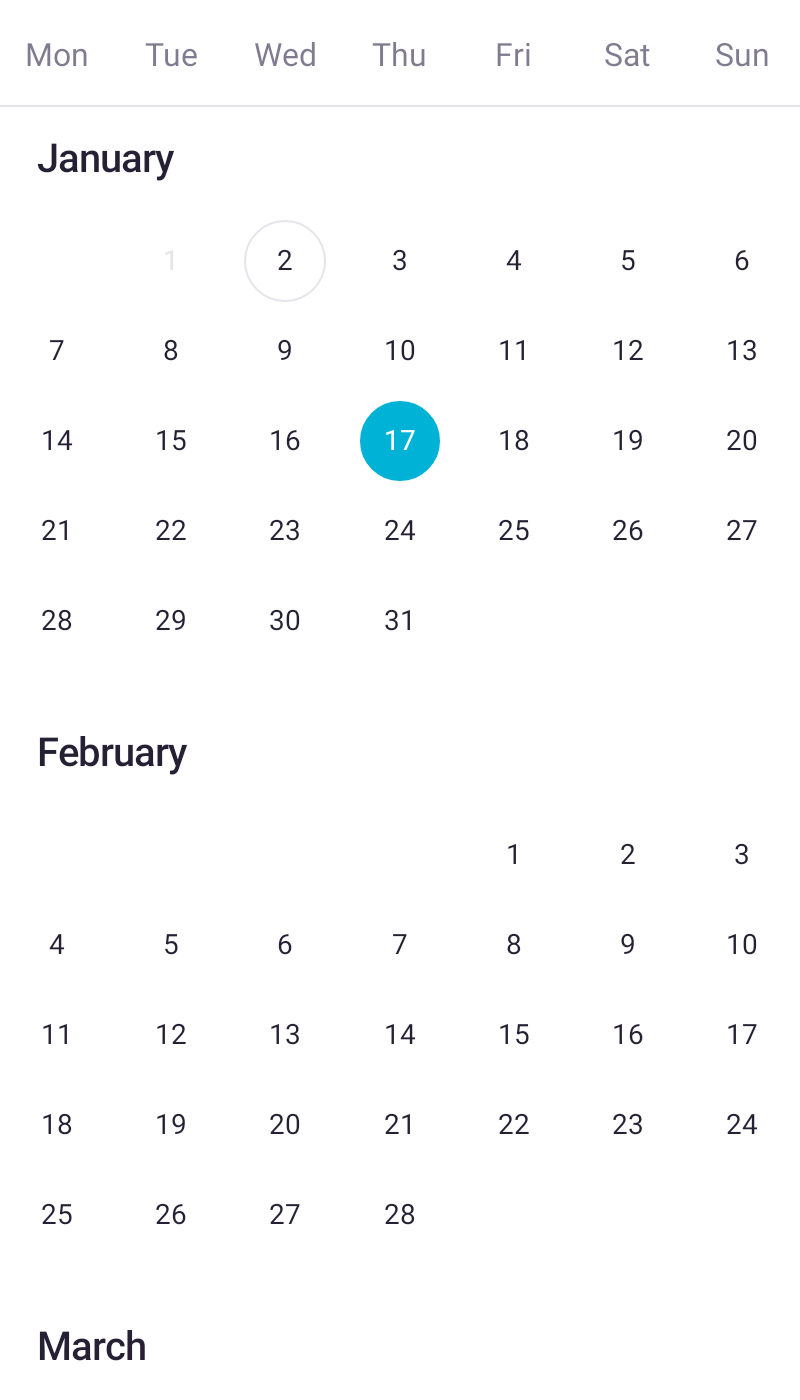 Mon Tue Wed Thu Fri Sat Sun
January
1 2 3 4 5 6
7 8 9 10 11 12 13
14 15 16 17 18 19 20
21 22 23 24 25 26 27
28 29 30 31
February
1 2 3
4 5 6 7 8 9 10
11 12 13 14 15 16 17
18 19 20 21 22 23 24
25 26 27 28
March